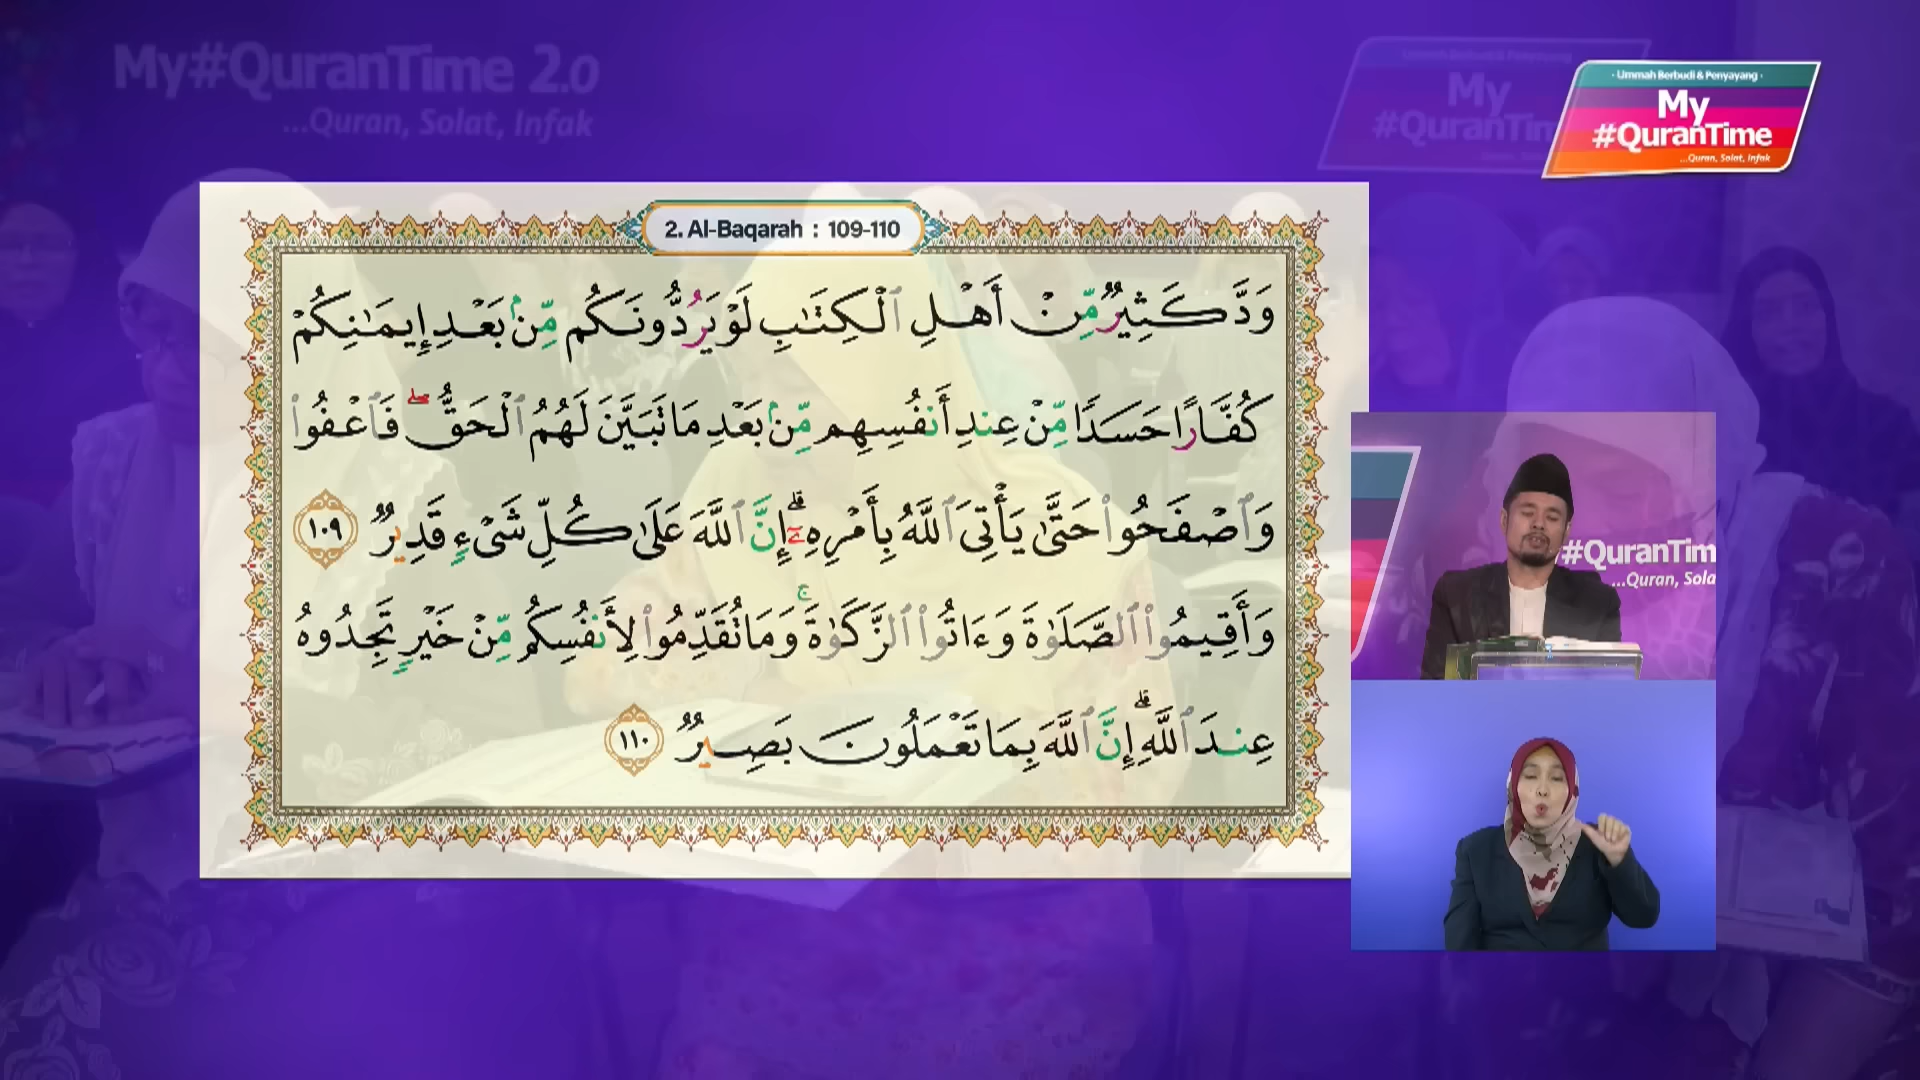 My#QuranTime 2.0
...Quran, Solat, Infak
· Ummah Berbudi & Penyayang ·
My
#QuranTime
...Quran, Solat, Infak
2. Al-Baqarah : 109-110
وَدَّ كَثِيرٌ مِّنْ أَهْلِ ٱلْكِتَٰبِ لَوْ يَرُدُّونَكُم مِّنۢ بَعْدِ إِيمَٰنِكُمْ
كُفَّارًا حَسَدًا مِّنْ عِندِ أَنفُسِهِم مِّنۢ بَعْدِ مَا تَبَيَّنَ لَهُمُ ٱلْحَقُّ ۖ فَٱعْفُوا۟
وَٱصْفَحُوا۟ حَتَّىٰ يَأْتِىَ ٱللَّهُ بِأَمْرِهِۦٓ ۗ إِنَّ ٱللَّهَ عَلَىٰ كُلِّ شَىْءٍ قَدِيرٌ ١٠٩
وَأَقِيمُوا۟ ٱلصَّلَوٰةَ وَءَاتُوا۟ ٱلزَّكَوٰةَ ۚ وَمَا تُقَدِّمُوا۟ لِأَنفُسِكُم مِّنْ خَيْرٍ تَجِدُوهُ
عِندَ ٱللَّهِ ۗ إِنَّ ٱللَّهَ بِمَا تَعْمَلُونَ بَصِيرٌ ١١٠
#QuranTim
...Quran, Sola